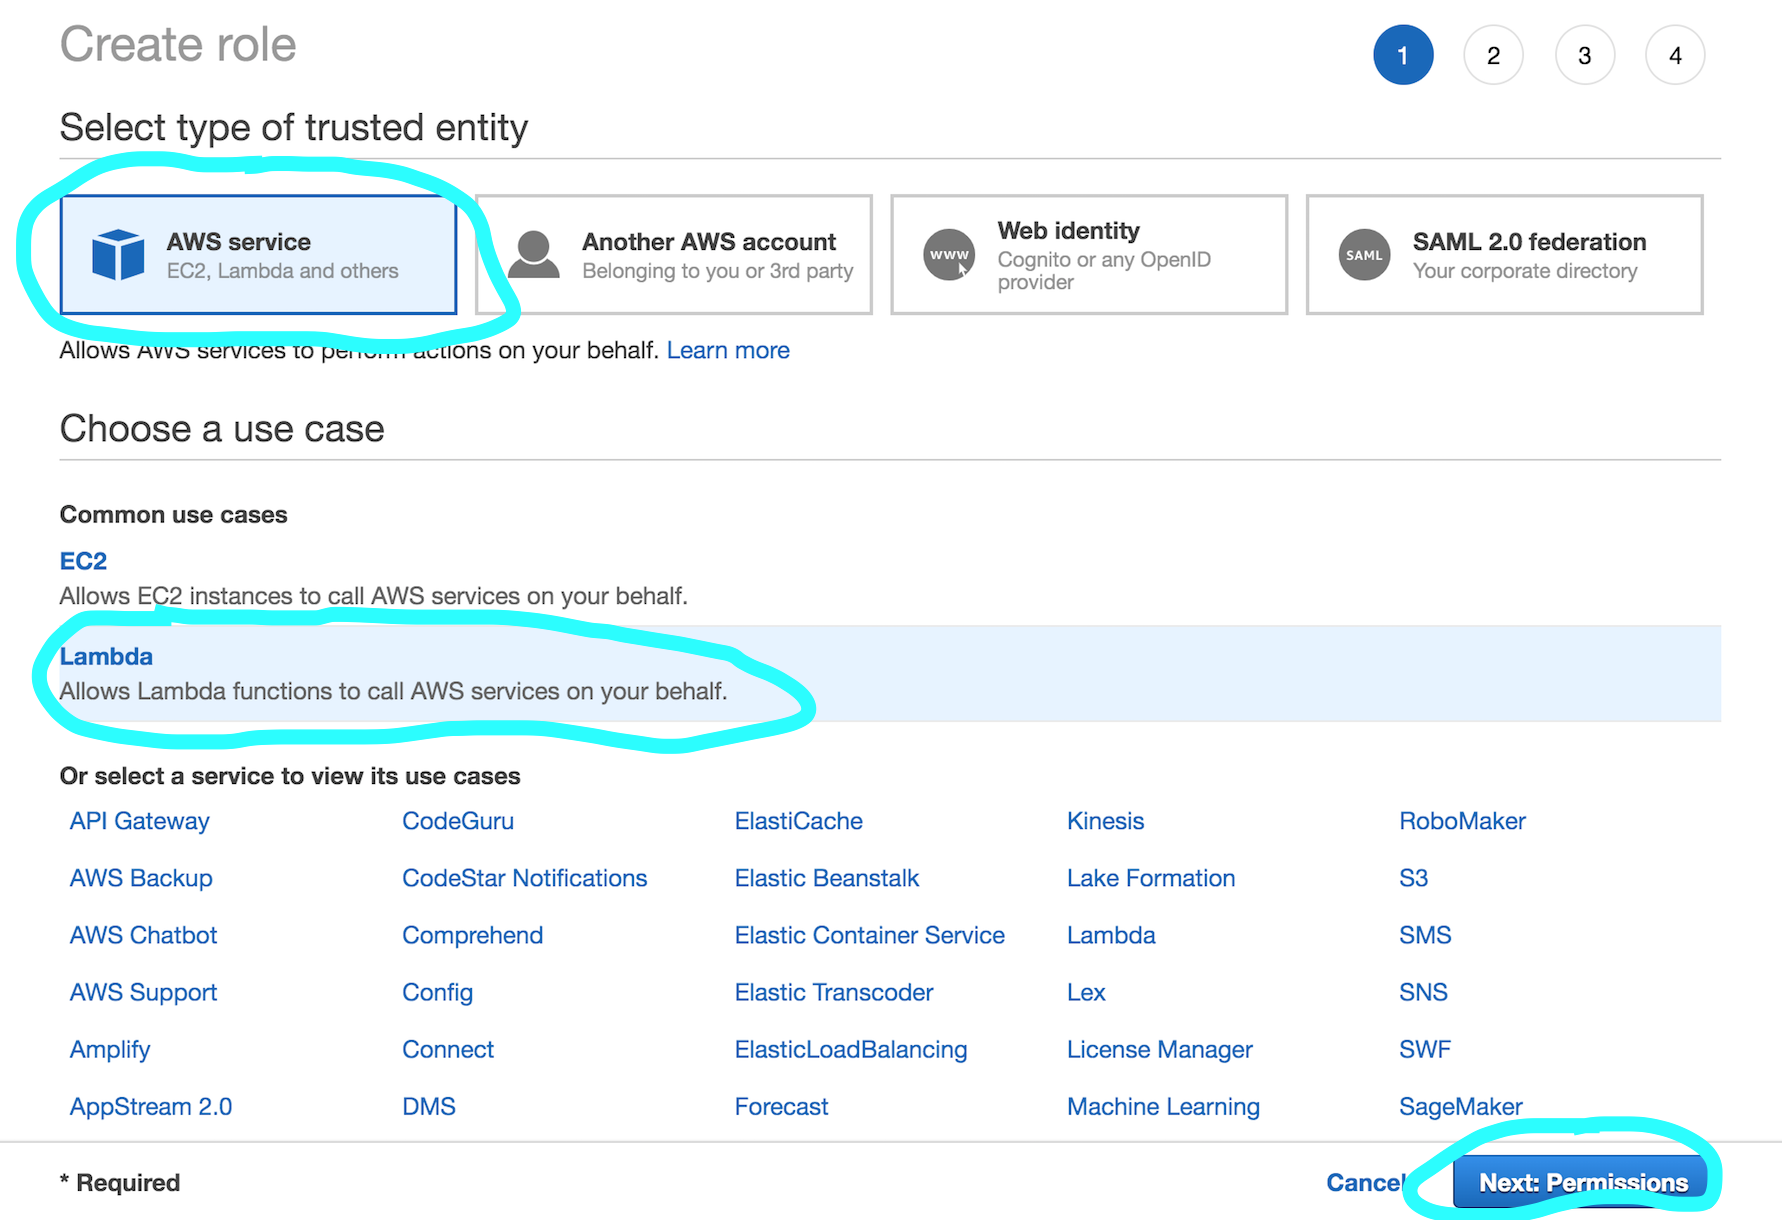 Create role
1 2 3 4
Select type of trusted entity
AWS service
EC2, Lambda and others
Another AWS account
Belonging to you or 3rd party
WWW
Web identity
Cognito or any OpenID
provider
SAML
SAML 2.0 federation
Your corporate directory
Allows AWS services to perform actions on your behalf. Learn more
Choose a use case
Common use cases
EC2
Allows EC2 instances to call AWS services on your behalf.
Lambda
Allows Lambda functions to call AWS services on your behalf.
Or select a service to view its use cases
API Gateway CodeGuru ElastiCache Kinesis RoboMaker
AWS Backup CodeStar Notifications Elastic Beanstalk Lake Formation S3
AWS Chatbot Comprehend Elastic Container Service Lambda SMS
AWS Support Config Elastic Transcoder Lex SNS
Amplify Connect ElasticLoadBalancing License Manager SWF
AppStream 2.0 DMS Forecast Machine Learning SageMaker
* Required Cancel Next: Permissions